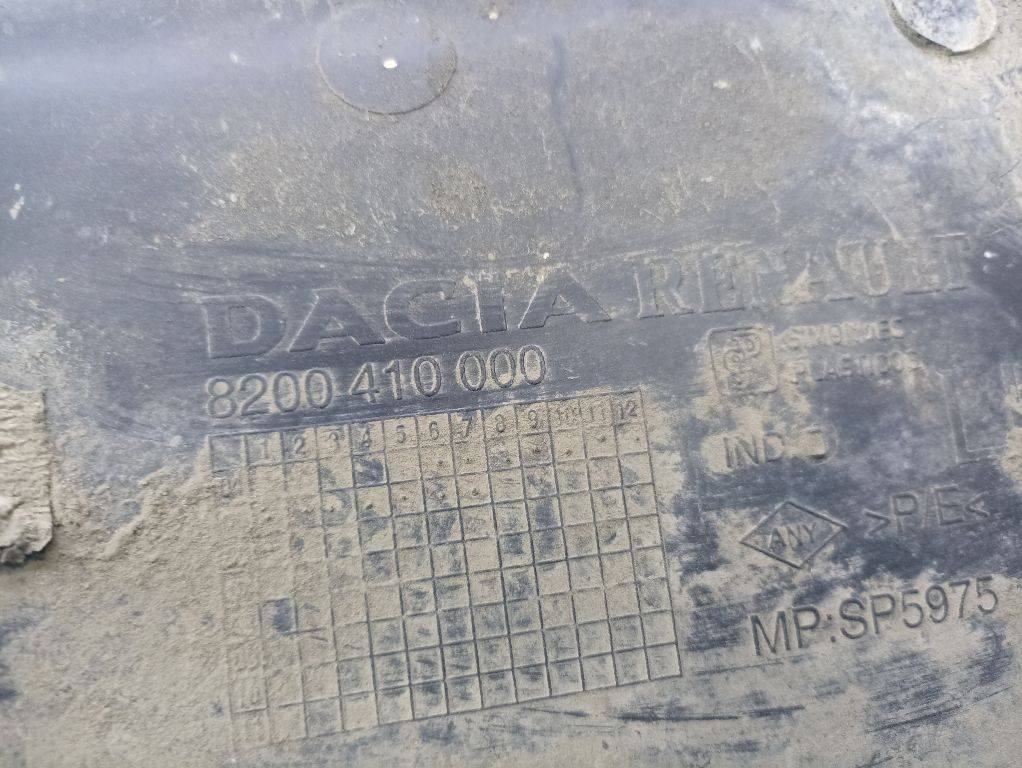 DACIA RENAULT
8200 410 000
1 2 3 4 5 6 7 8 9 10 11 12
PLASTICOS
IND D
ANY >P/E<
MP:SP5975